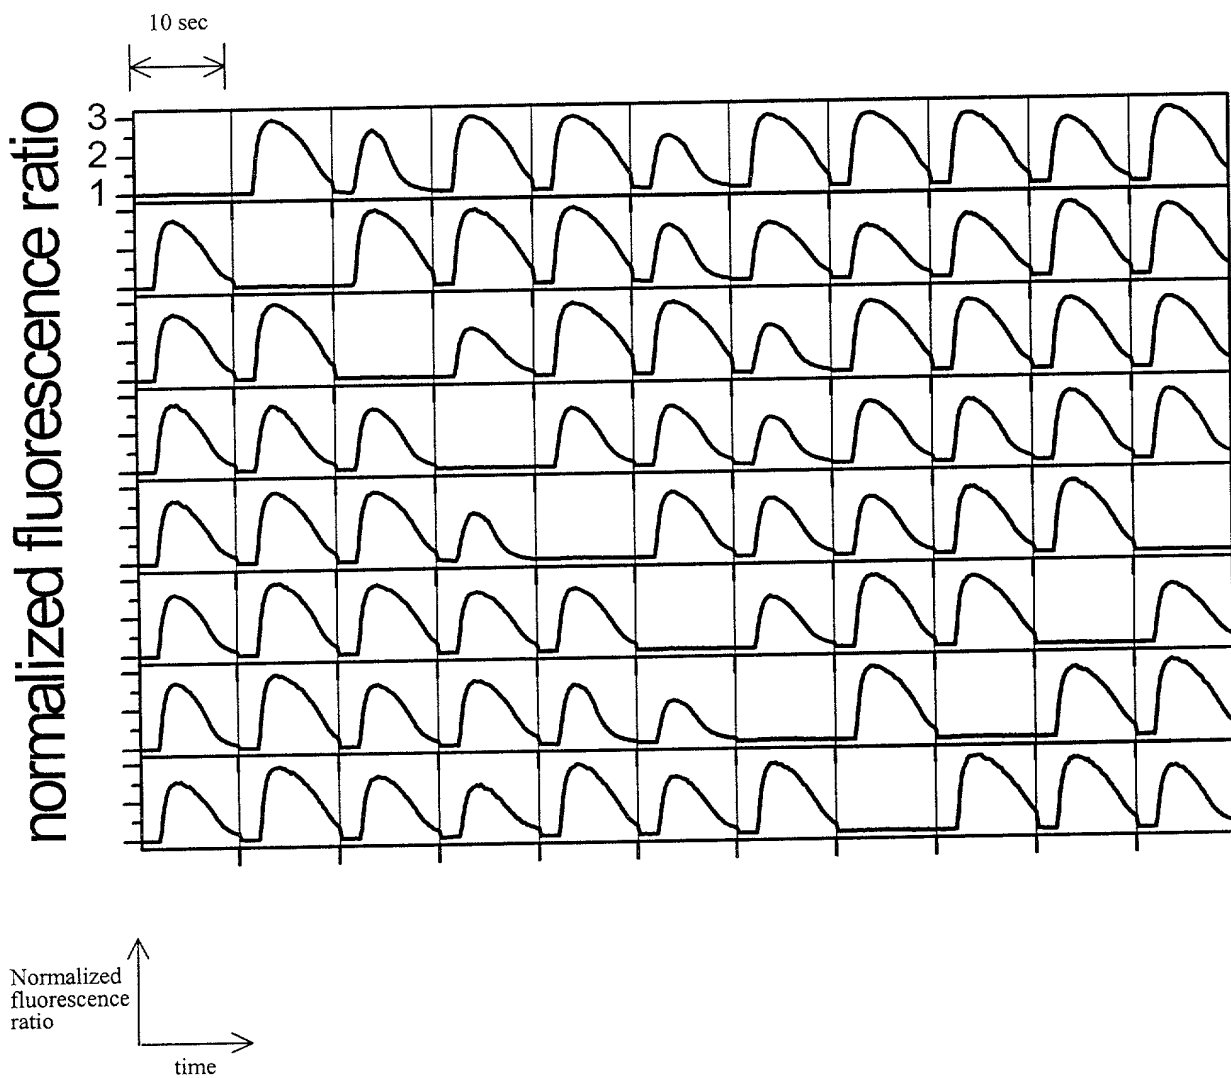 10 sec
normalized fluorescence ratio
3
2
1
Normalized
fluorescence
ratio
time